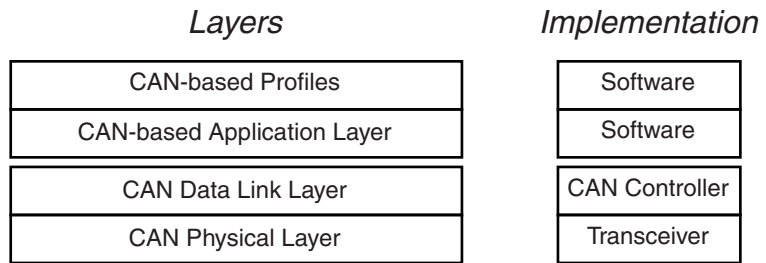 Layers Implementation
CAN-based Profiles Software
CAN-based Application Layer Software
CAN Data Link Layer CAN Controller
CAN Physical Layer Transceiver